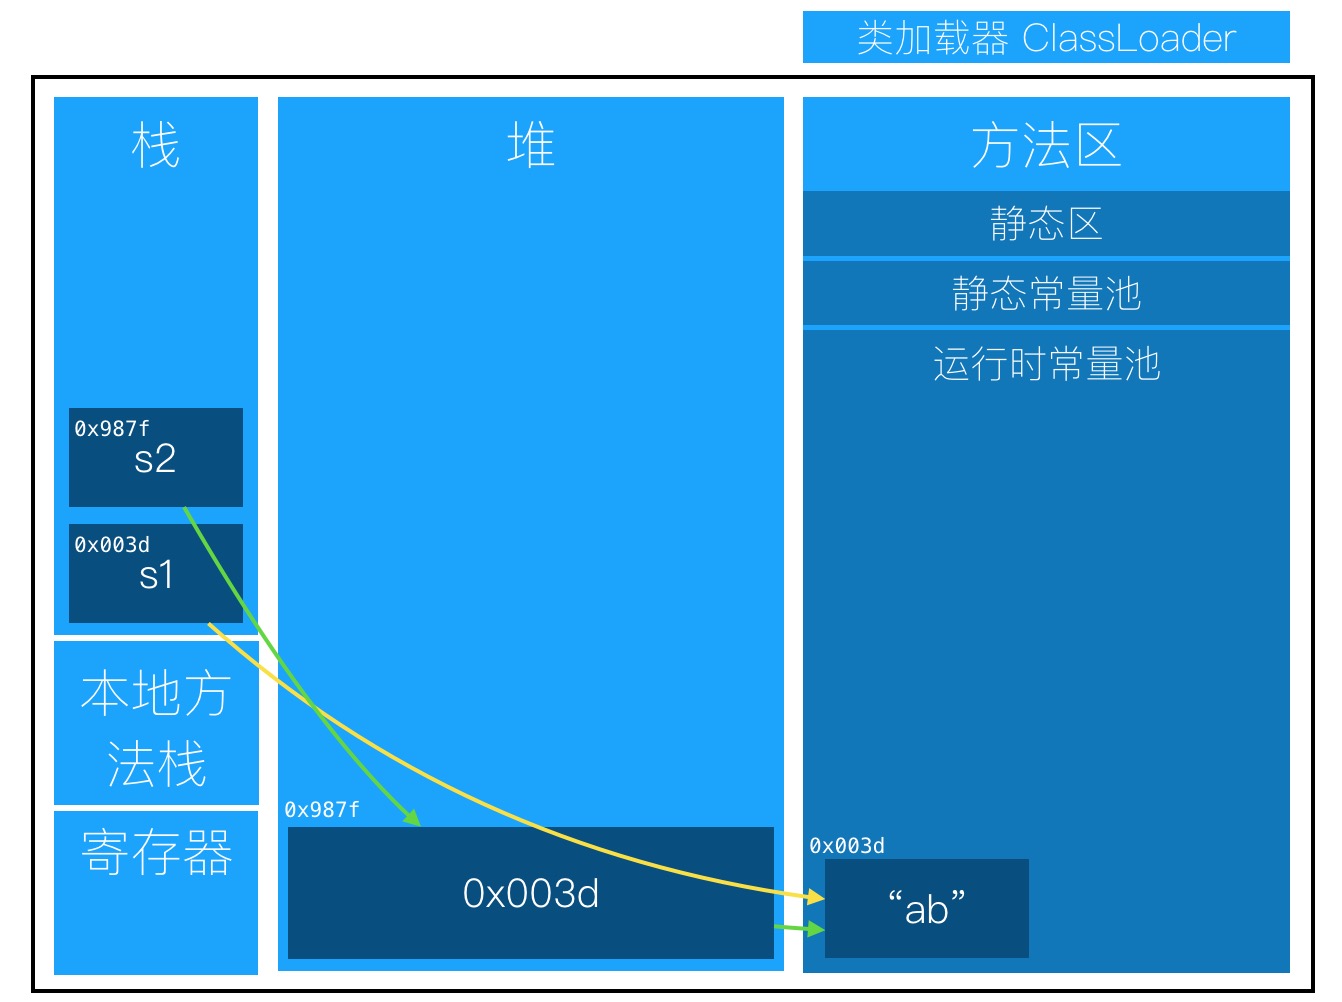 类加载器 ClassLoader
栈
堆
方法区
静态区
静态常量池
运行时常量池
0x987f
s2
0x003d
s1
本地方
法栈
寄存器
0x987f
0x003d
0x003d
“ab”